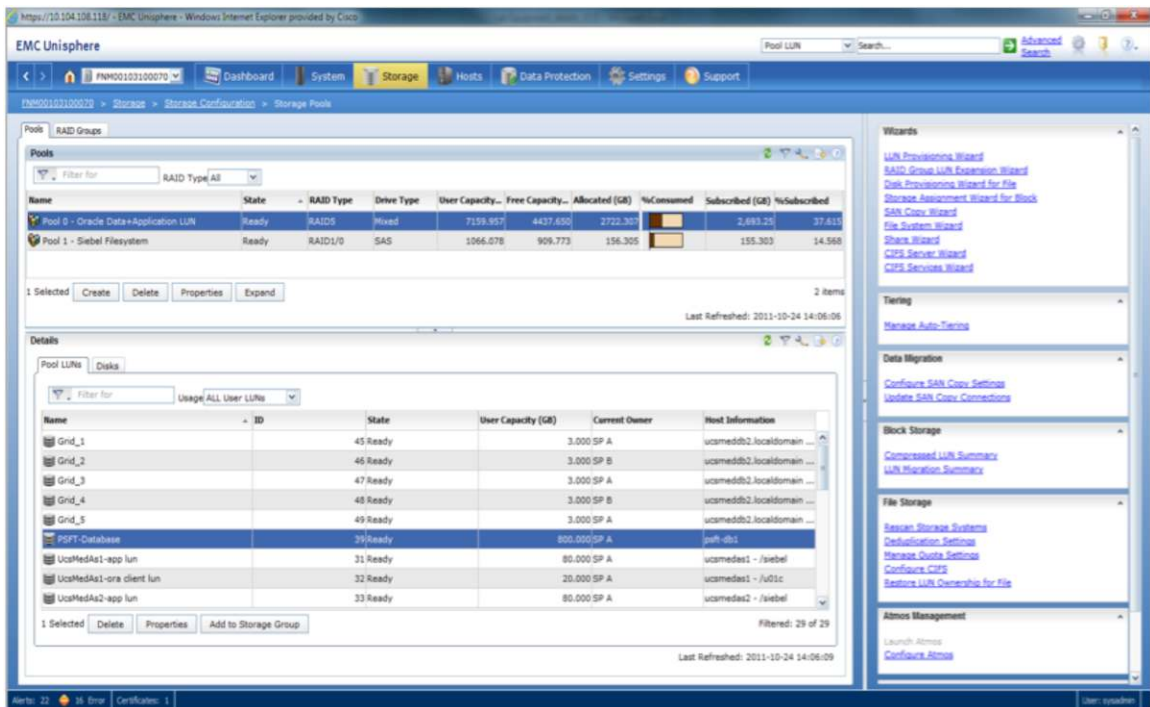 https://10.104.108.118/ - EMC Unisphere - Windows Internet Explorer provided by Cisco
EMC Unisphere
Pool LUN Search... Advanced Search
FNM00103100070 Dashboard System Storage Hosts Data Protection Settings Support
FNM00103100070 > Storage > Storage Configuration > Storage Pools
Pools RAID Groups
Pools
Filter for RAID Type All
Name State RAID Type Drive Type User Capacity... Free Capacity... Allocated (GB) %Consumed Subscribed (GB) %Subscribed
Pool 0 - Oracle Data+Application LUN Ready RAID5 Mixed 7159.957 4437.650 2722.307 2,693.25 37.615
Pool 1 - Siebel Filesystem Ready RAID1/0 SAS 1066.078 909.773 156.305 155.303 14.568
1 Selected Create Delete Properties Expand 2 items
Last Refreshed: 2011-10-24 14:06:06
Details
Pool LUNs Disks
Filter for Usage ALL User LUNs
Name ID State User Capacity (GB) Current Owner Host Information
Grid_1 45 Ready 3.000 SP A ucsmeddb2.localdomain ...
Grid_2 46 Ready 3.000 SP B ucsmeddb2.localdomain ...
Grid_3 47 Ready 3.000 SP A ucsmeddb2.localdomain ...
Grid_4 48 Ready 3.000 SP B ucsmeddb2.localdomain ...
Grid_5 49 Ready 3.000 SP A ucsmeddb2.localdomain ...
PSFT-Database 39 Ready 800.000 SP A psft-db1
UcsMedAs1-app lun 31 Ready 80.000 SP A ucsmedas1 - /siebel
UcsMedAs1-ora client lun 32 Ready 20.000 SP A ucsmedas1 - /u01c
UcsMedAs2-app lun 33 Ready 80.000 SP A ucsmedas2 - /siebel
1 Selected Delete Properties Add to Storage Group Filtered: 29 of 29
Last Refreshed: 2011-10-24 14:06:09
Wizards
LUN Provisioning Wizard
RAID Group LUN Expansion Wizard
Disk Provisioning Wizard for File
Storage Assignment Wizard for Block
SAN Copy Wizard
File System Wizard
Share Wizard
CIFS Server Wizard
CIFS Services Wizard
Tiering
Manage Auto-Tiering
Data Migration
Configure SAN Copy Settings
Update SAN Copy Connections
Block Storage
Compressed LUN Summary
LUN Migration Summary
File Storage
Rescan Storage Systems
Deduplication Settings
Manage Quota Settings
Configure CIFS
Restore LUN Ownership for File
Atmos Management
Launch Atmos
Configure Atmos
Alerts: 22 16 Error Certificates: 1 User: sysadmin